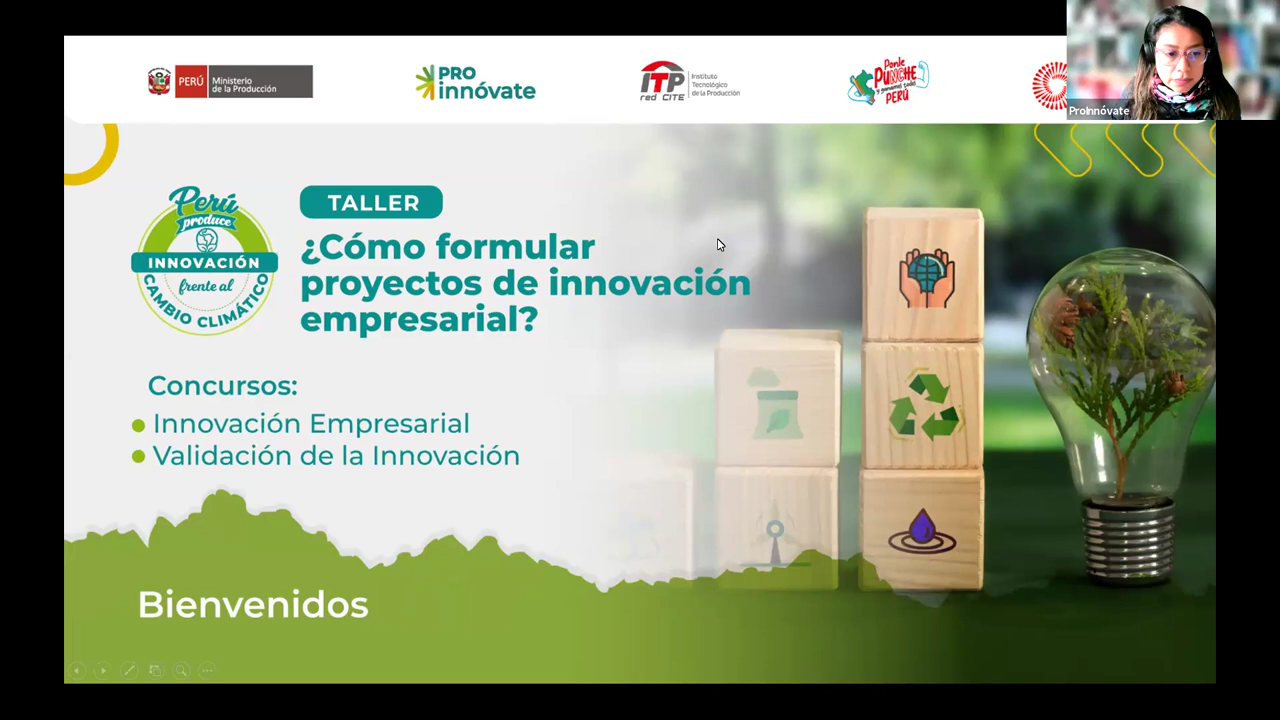 PERÚ
Ministerio
de la Producción
PRO
innóvate
ITP
red CITE
Instituto
Tecnológico
de la Producción
Ponle
PUNCHE
y ganamos todos
PERÚ
ProInnóvate
Perú
produce
INNOVACIÓN
frente al
CAMBIO CLIMÁTICO
TALLER
¿Cómo formular
proyectos de innovación
empresarial?
Concursos:
Innovación Empresarial
Validación de la Innovación
Bienvenidos